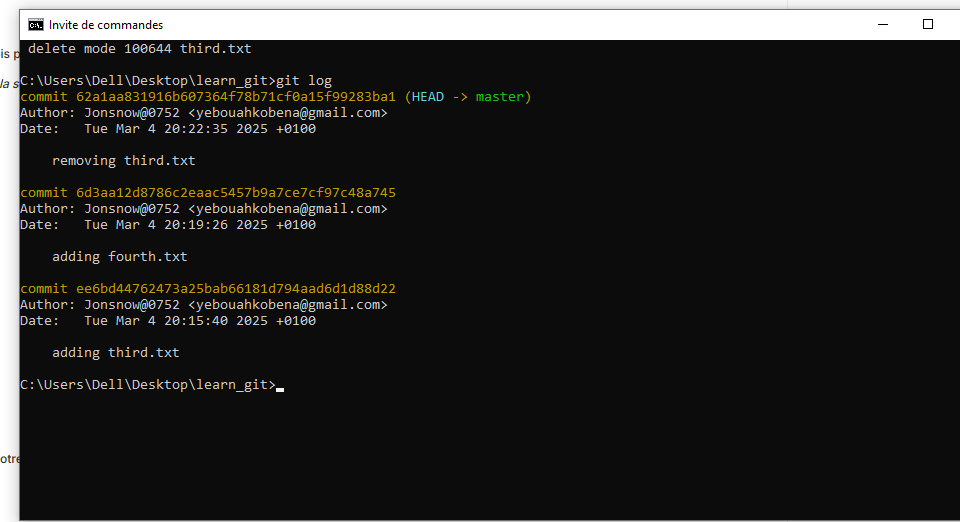 Invite de commandes
is p
delete mode 100644 third.txt
la s
C:\Users\Dell\Desktop\learn_git>git log
commit 62a1aa831916b607364f78b71cf0a15f99283ba1 (HEAD -> master)
Author: Jonsnow@0752 <yebouahkobena@gmail.com>
Date:   Tue Mar 4 20:22:35 2025 +0100
removing third.txt
commit 6d3aa12d8786c2eaac5457b9a7ce7cf97c48a745
Author: Jonsnow@0752 <yebouahkobena@gmail.com>
Date:   Tue Mar 4 20:19:26 2025 +0100
adding fourth.txt
commit ee6bd44762473a25bab66181d794aad6d1d88d22
Author: Jonsnow@0752 <yebouahkobena@gmail.com>
Date:   Tue Mar 4 20:15:40 2025 +0100
adding third.txt
C:\Users\Dell\Desktop\learn_git>
otre